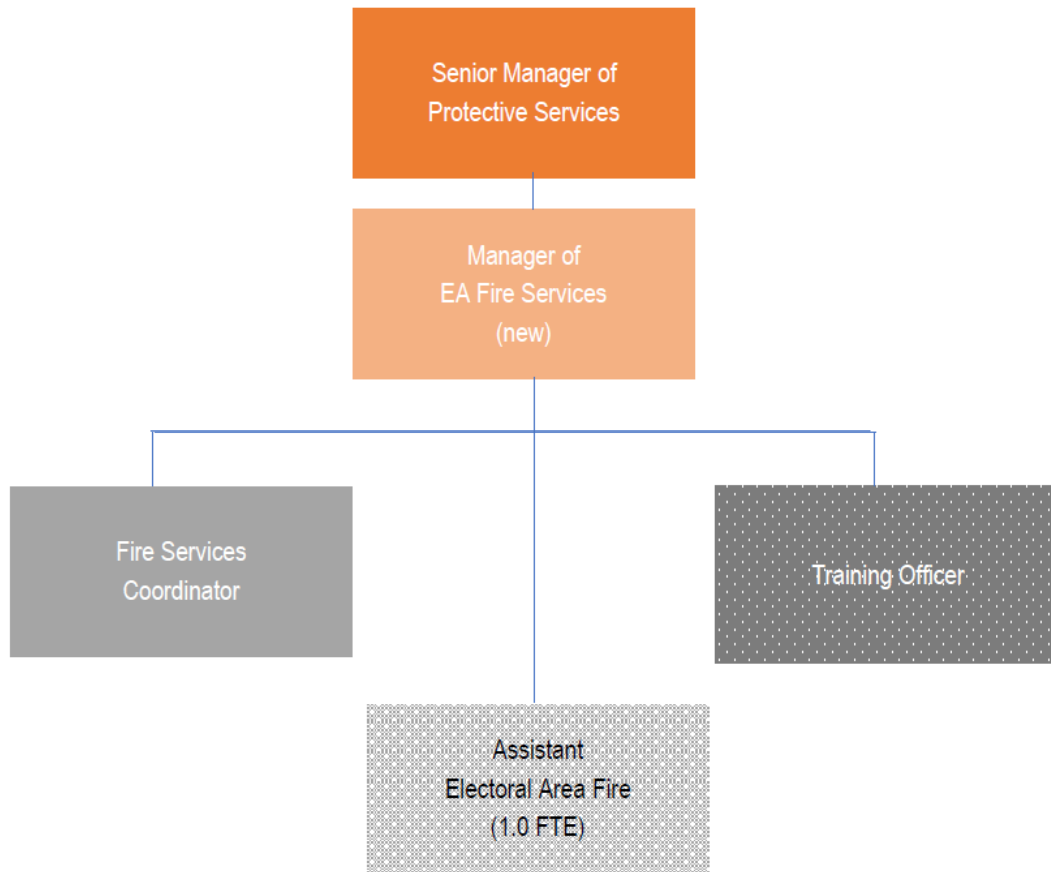 Senior Manager of
Protective Services
Manager of
EA Fire Services
(new)
Fire Services
Coordinator
Training Officer
Assistant
Electoral Area Fire
(1.0 FTE)